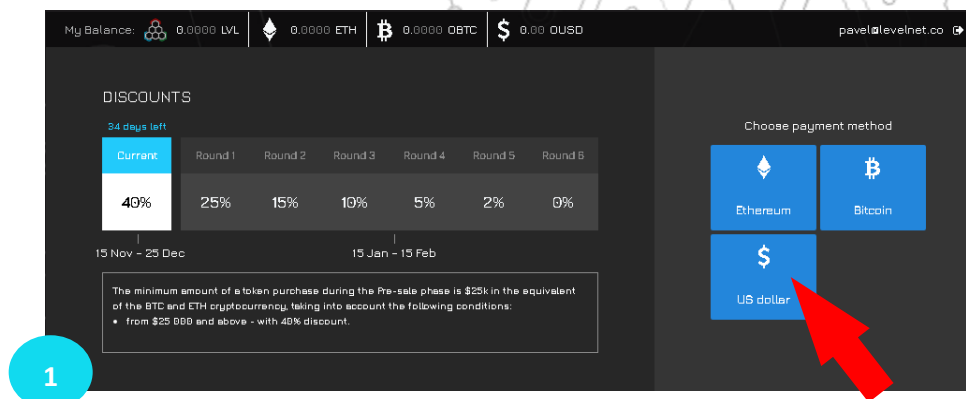 My Balance: 0.0000 LVL 0.0000 ETH 0.0000 OBTC 0.00 OUSD pavel@levelnet.co
DISCOUNTS
34 days left
Current Round 1 Round 2 Round 3 Round 4 Round 5 Round 6
40% 25% 15% 10% 5% 2% 0%
15 Nov - 25 Dec 15 Jan - 15 Feb
The minimum amount of a token purchase during the Pre-sale phase is $25k in the equivalent
of the BTC and ETH cryptocurrency, taking into account the following conditions:
• from $25 000 and above - with 40% discount.
Choose payment method
Ethereum Bitcoin
US dollar
1